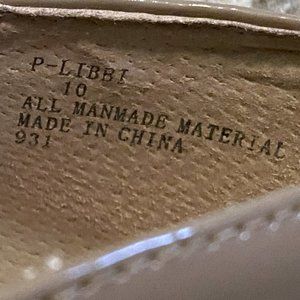 P-LIBBI
10
ALL MANMADE MATERIAL
MADE IN CHINA
931